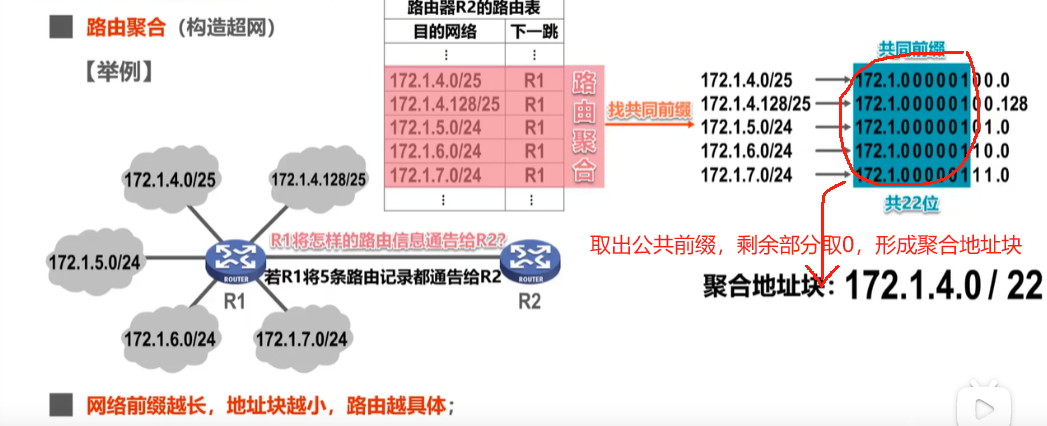 路由聚合（构造超网）
【举例】
路由器R2的路由表
目的网络 下一跳
⋮ ⋮
172.1.4.0/25 R1
172.1.4.128/25 R1
172.1.5.0/24 R1
172.1.6.0/24 R1
172.1.7.0/24 R1
⋮ ⋮
路由聚合
找共同前缀
共同前缀
172.1.4.0/25 172.1.00000100.0
172.1.4.128/25 172.1.00000100.128
172.1.5.0/24 172.1.00000101.0
172.1.6.0/24 172.1.00000110.0
172.1.7.0/24 172.1.00000111.0
共22位
取出公共前缀，剩余部分取0，形成聚合地址块
聚合地址块：172.1.4.0 / 22
172.1.4.0/25
172.1.4.128/25
172.1.5.0/24
172.1.6.0/24
172.1.7.0/24
ROUTER
R1
R1将怎样的路由信息通告给R2？
若R1将5条路由记录都通告给R2
ROUTER
R2
网络前缀越长，地址块越小，路由越具体；